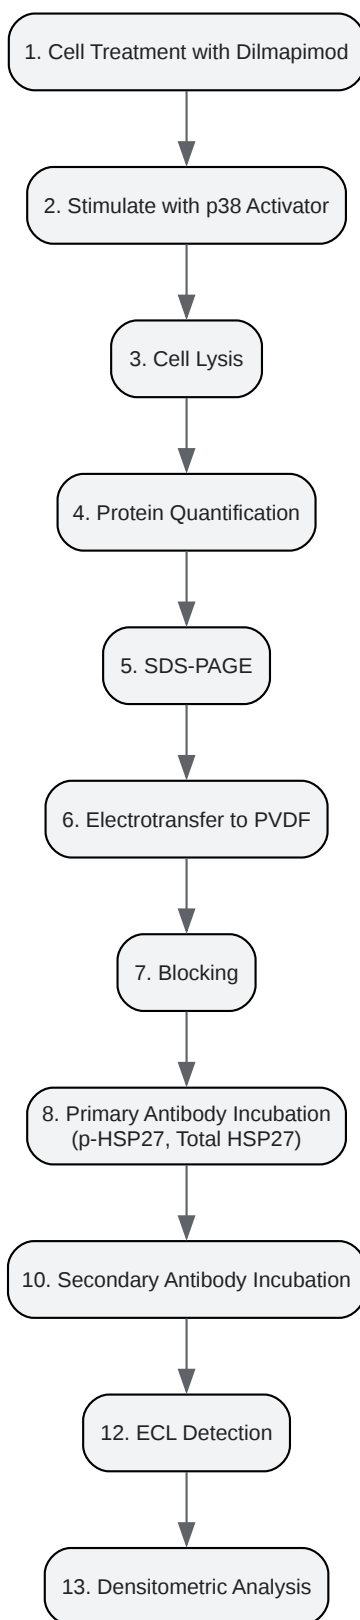 1. Cell Treatment with Dilmapimod
2. Stimulate with p38 Activator
3. Cell Lysis
4. Protein Quantification
5. SDS-PAGE
6. Electrotransfer to PVDF
7. Blocking
8. Primary Antibody Incubation
(p-HSP27, Total HSP27)
10. Secondary Antibody Incubation
12. ECL Detection
13. Densitometric Analysis